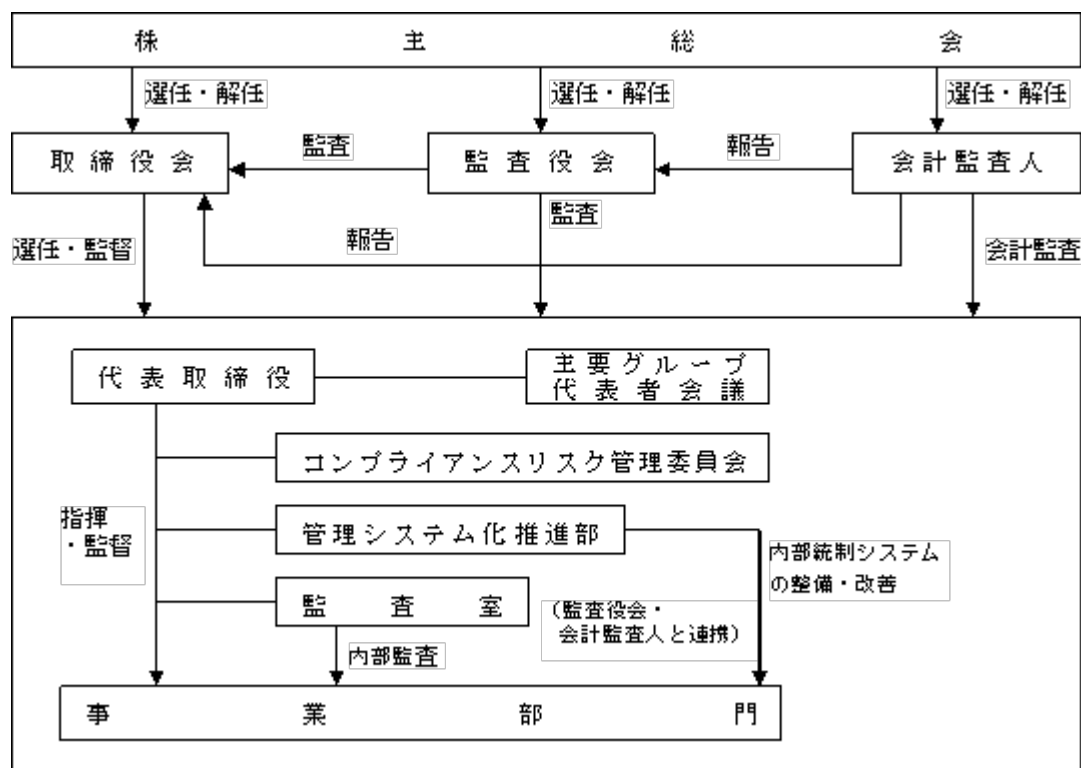 株主総会
選任・解任
選任・解任
選任・解任
取締役会
監査
監査役会
報告
会計監査人
選任・監督
報告
監査
会計監査
代表取締役
主要グループ
代表者会議
コンプライアンスリスク管理委員会
指揮
・監督
管理システム化推進部
内部統制システム
の整備・改善
監査室
(監査役会・
会計監査人と連携)
内部監査
事業部門